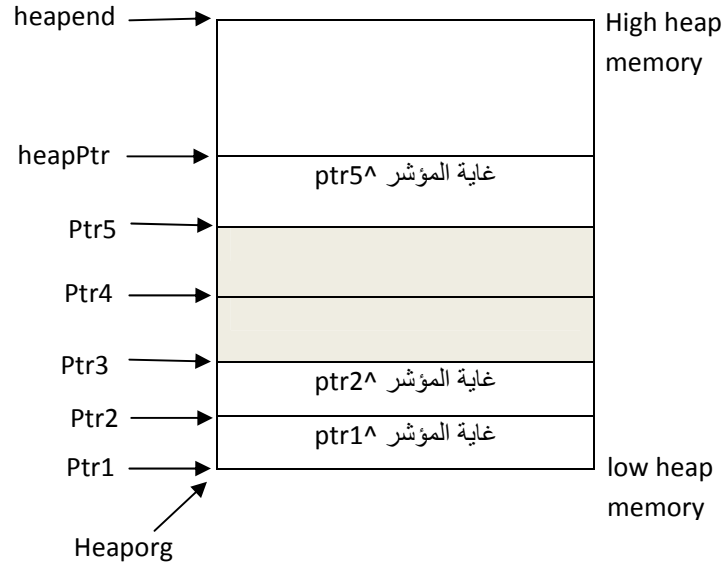 heapend
High heap
memory
heapPtr
غاية المؤشر ptr5^
Ptr5
Ptr4
Ptr3
غاية المؤشر ptr2^
Ptr2
غاية المؤشر ptr1^
Ptr1
low heap
memory
Heaporg